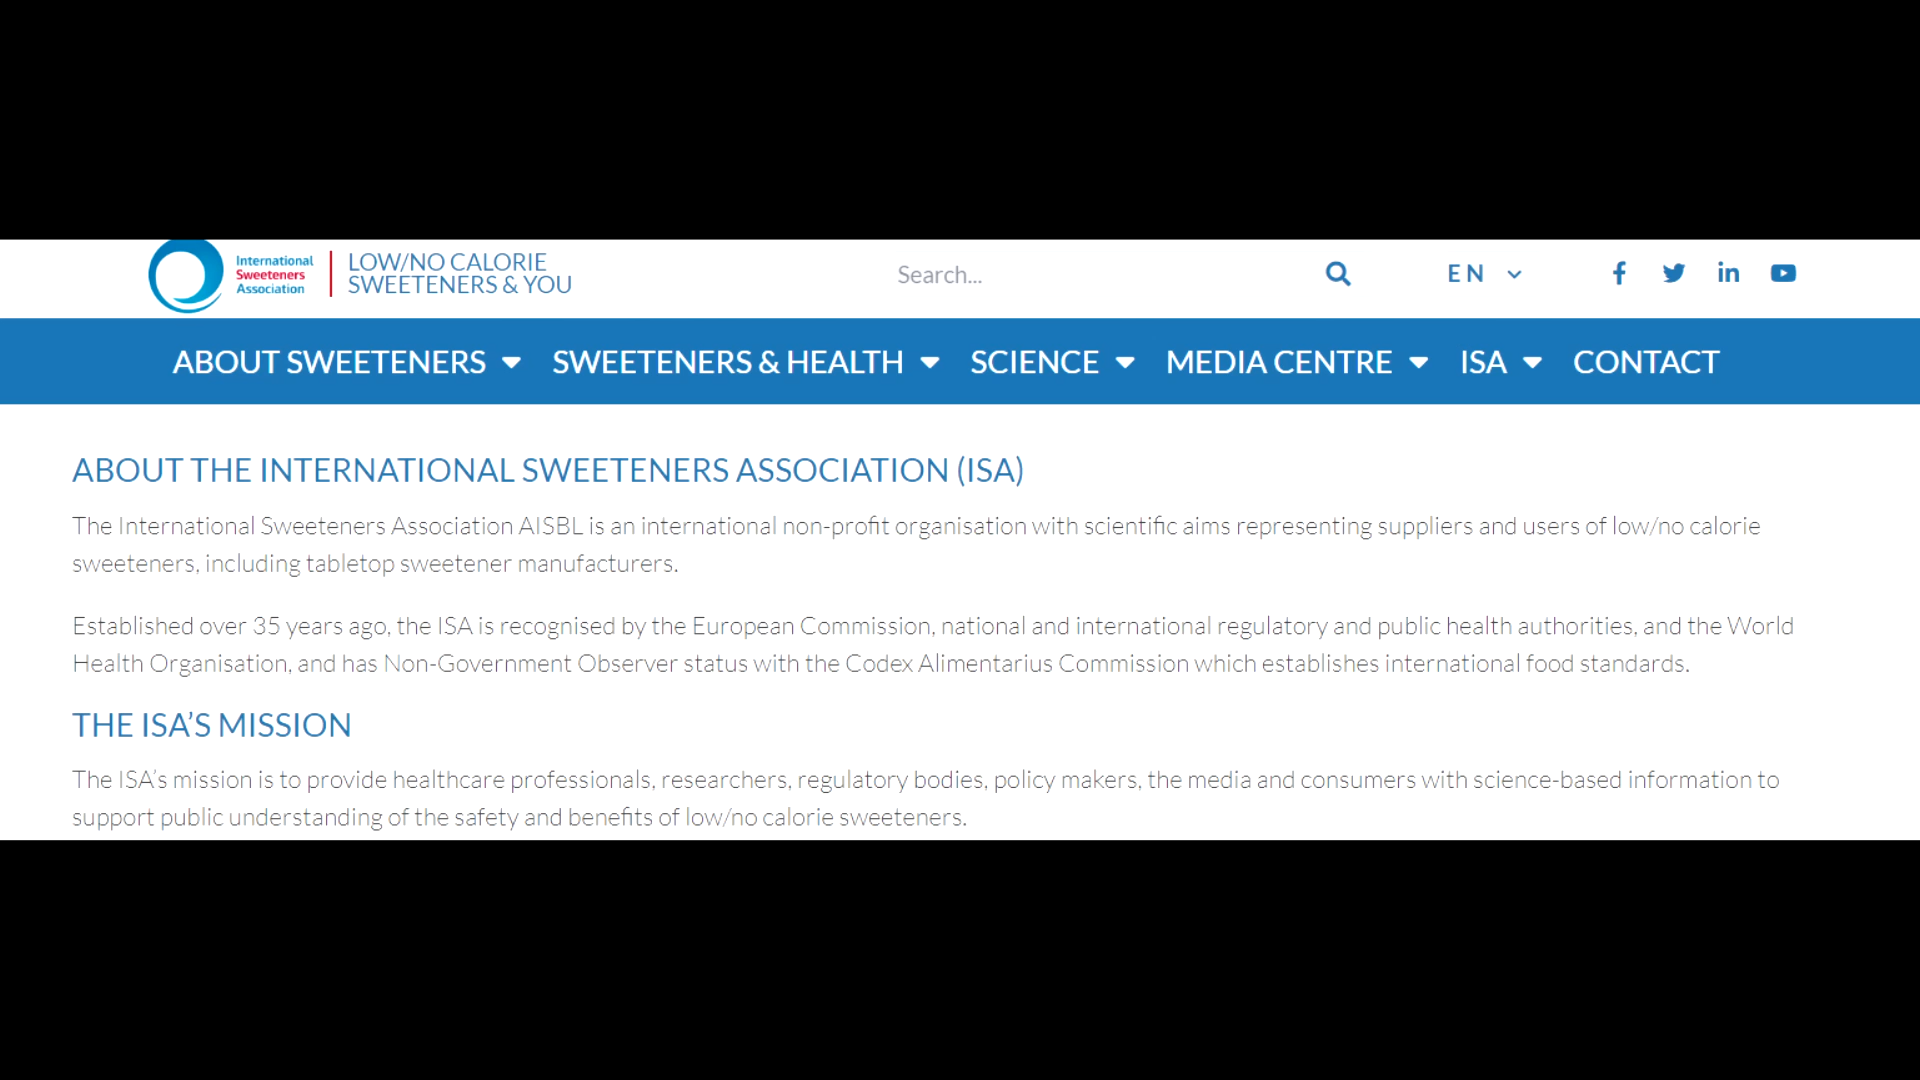 International
Sweeteners
Association
LOW/NO CALORIE
SWEETENERS & YOU
Search...
EN
ABOUT SWEETENERS
SWEETENERS & HEALTH
SCIENCE
MEDIA CENTRE
ISA
CONTACT
ABOUT THE INTERNATIONAL SWEETENERS ASSOCIATION (ISA)
The International Sweeteners Association AISBL is an international non-profit organisation with scientific aims representing suppliers and users of low/no calorie
sweeteners, including tabletop sweetener manufacturers.
Established over 35 years ago, the ISA is recognised by the European Commission, national and international regulatory and public health authorities, and the World
Health Organisation, and has Non-Government Observer status with the Codex Alimentarius Commission which establishes international food standards.
THE ISA’S MISSION
The ISA’s mission is to provide healthcare professionals, researchers, regulatory bodies, policy makers, the media and consumers with science-based information to
support public understanding of the safety and benefits of low/no calorie sweeteners.